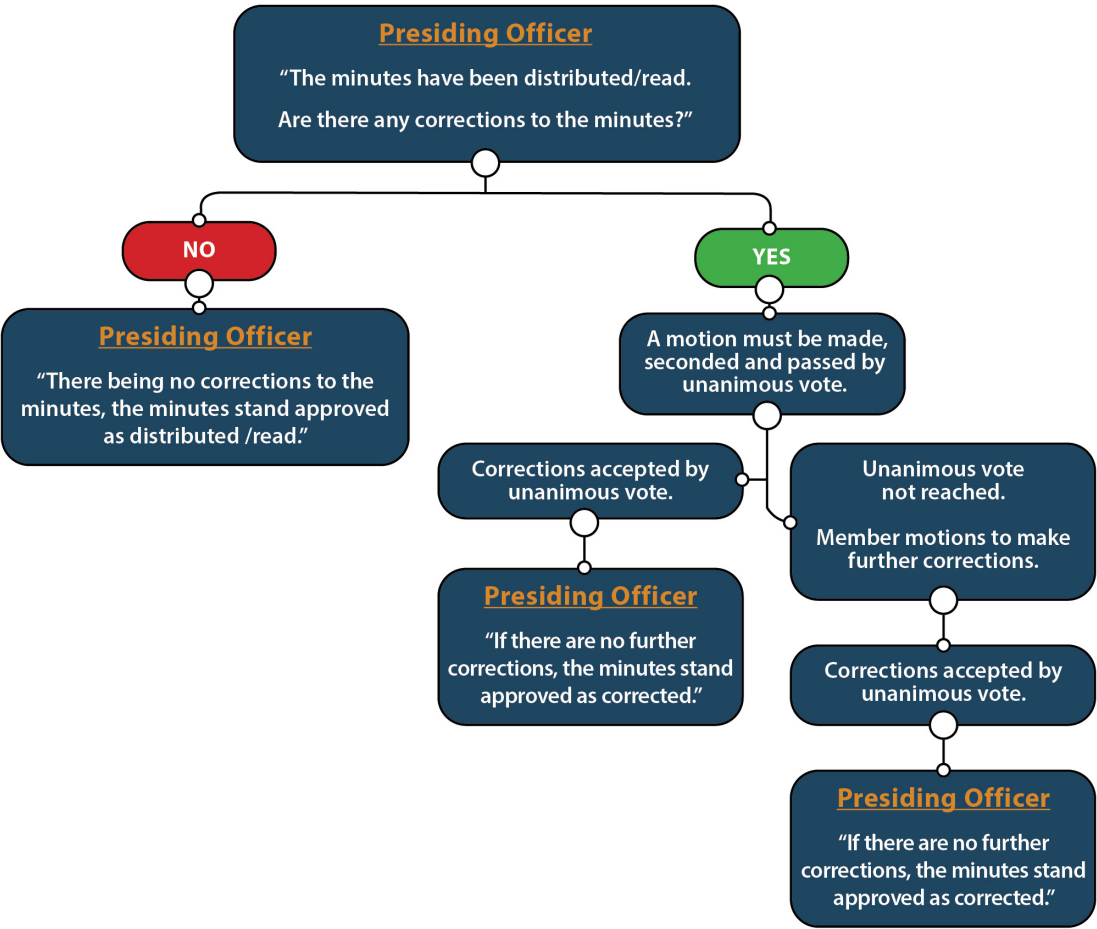 Presiding Officer
“The minutes have been distributed/read.
Are there any corrections to the minutes?”
NO
Presiding Officer
“There being no corrections to the
minutes, the minutes stand approved
as distributed /read.”
YES
A motion must be made,
seconded and passed by
unanimous vote.
Corrections accepted by
unanimous vote.
Presiding Officer
“If there are no further
corrections, the minutes stand
approved as corrected.”
Unanimous vote
not reached.
Member motions to make
further corrections.
Corrections accepted by
unanimous vote.
Presiding Officer
“If there are no further
corrections, the minutes stand
approved as corrected.”